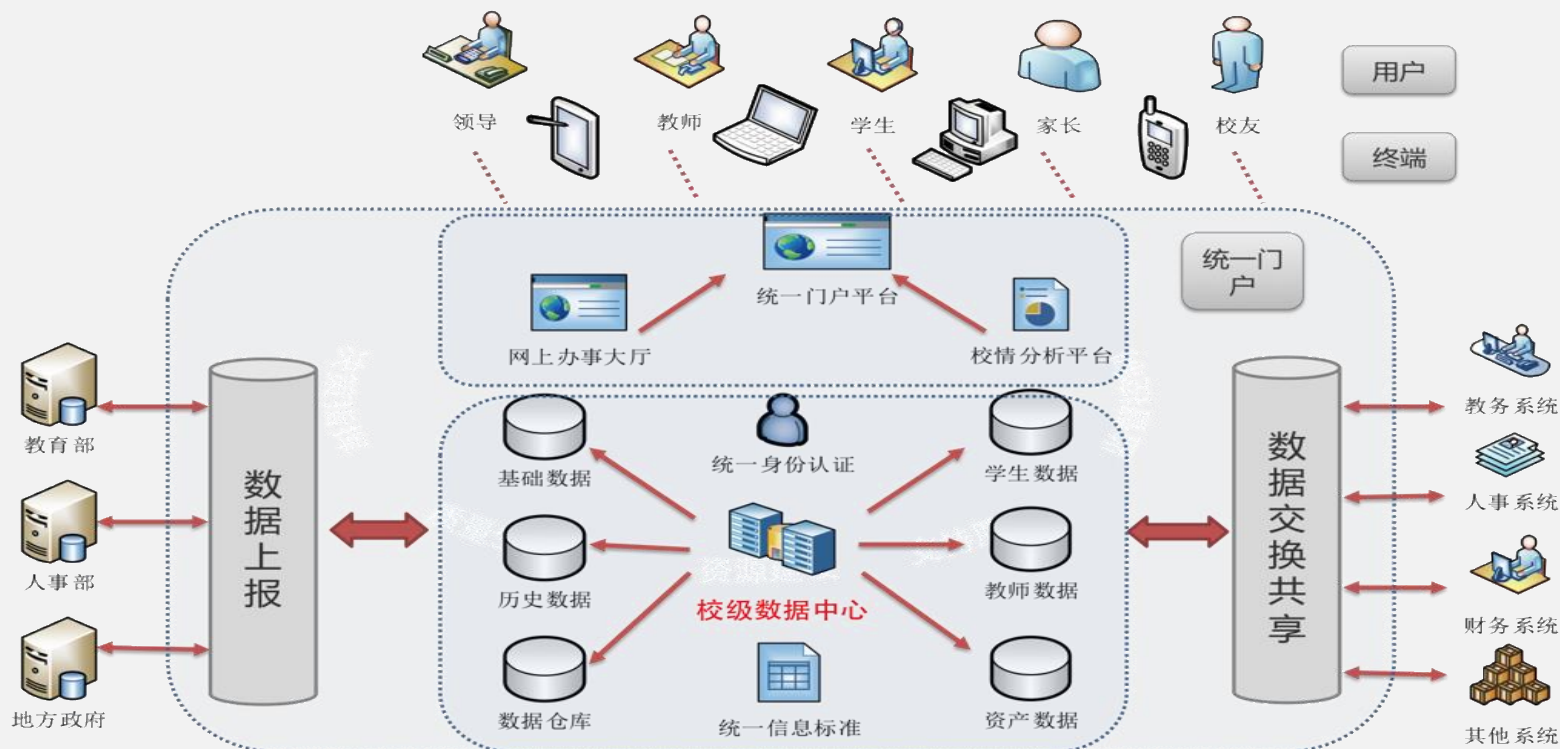 领导
教师
学生
家长
校友
用户
终端
统一门
户
统一门户平台
网上办事大厅
校情分析平台
教育部
人事部
地方政府
数据上报
基础数据
历史数据
数据仓库
统一身份认证
校级数据中心
统一信息标准
学生数据
教师数据
资产数据
数据交换共享
教务系统
人事系统
财务系统
其他系统